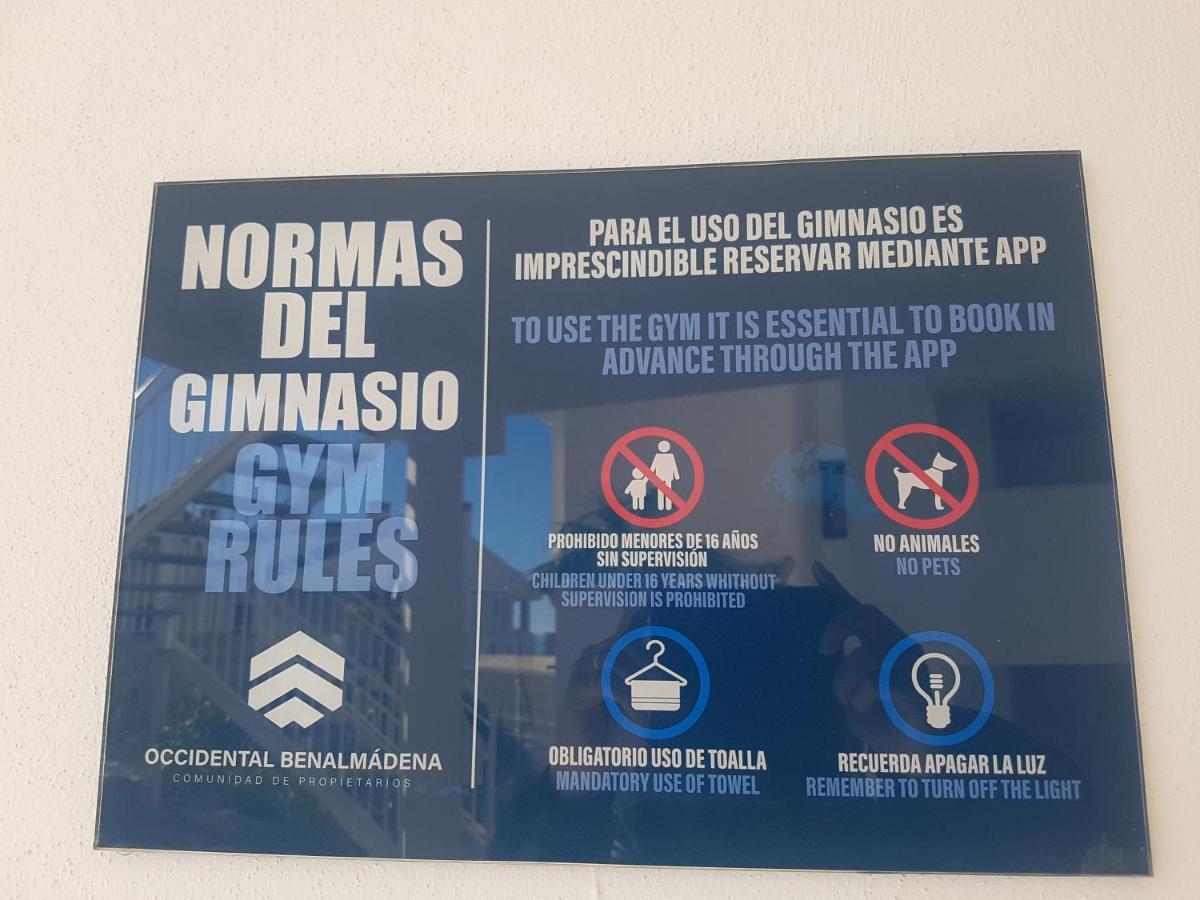 NORMAS
DEL
GIMNASIO
GYM
RULES
OCCIDENTAL BENALMÁDENA
COMUNIDAD DE PROPIETARIOS
PARA EL USO DEL GIMNASIO ES
IMPRESCINDIBLE RESERVAR MEDIANTE APP
TO USE THE GYM IT IS ESSENTIAL TO BOOK IN
ADVANCE THROUGH THE APP
PROHIBIDO MENORES DE 16 AÑOS
SIN SUPERVISIÓN
CHILDREN UNDER 16 YEARS WHITHOUT
SUPERVISION IS PROHIBITED
NO ANIMALES
NO PETS
OBLIGATORIO USO DE TOALLA
MANDATORY USE OF TOWEL
RECUERDA APAGAR LA LUZ
REMEMBER TO TURN OFF THE LIGHT